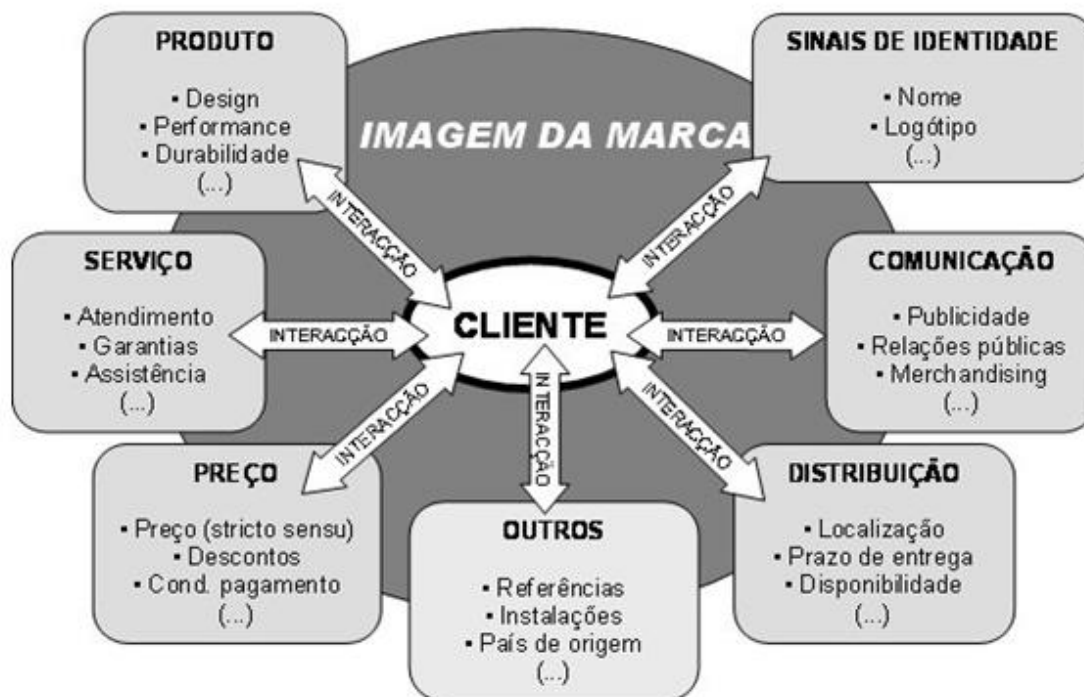 PRODUTO
▪ Design
▪ Performance
▪ Durabilidade
(...)
IMAGEM DA MARCA
SINAIS DE IDENTIDADE
▪ Nome
▪ Logótipo
(...)
INTERACÇÃO
INTERACÇÃO
SERVIÇO
▪ Atendimento
▪ Garantias
▪ Assistência
(...)
INTERACÇÃO
CLIENTE
INTERACÇÃO
COMUNICAÇÃO
▪ Publicidade
▪ Relações públicas
▪ Merchandising
(...)
INTERACÇÃO
INTERACÇÃO
INTERACÇÃO
PREÇO
▪ Preço (stricto sensu)
▪ Descontos
▪ Cond. pagamento
(...)
OUTROS
▪ Referências
▪ Instalações
▪ País de origem
(...)
DISTRIBUIÇÃO
▪ Localização
▪ Prazo de entrega
▪ Disponibilidade
(...)